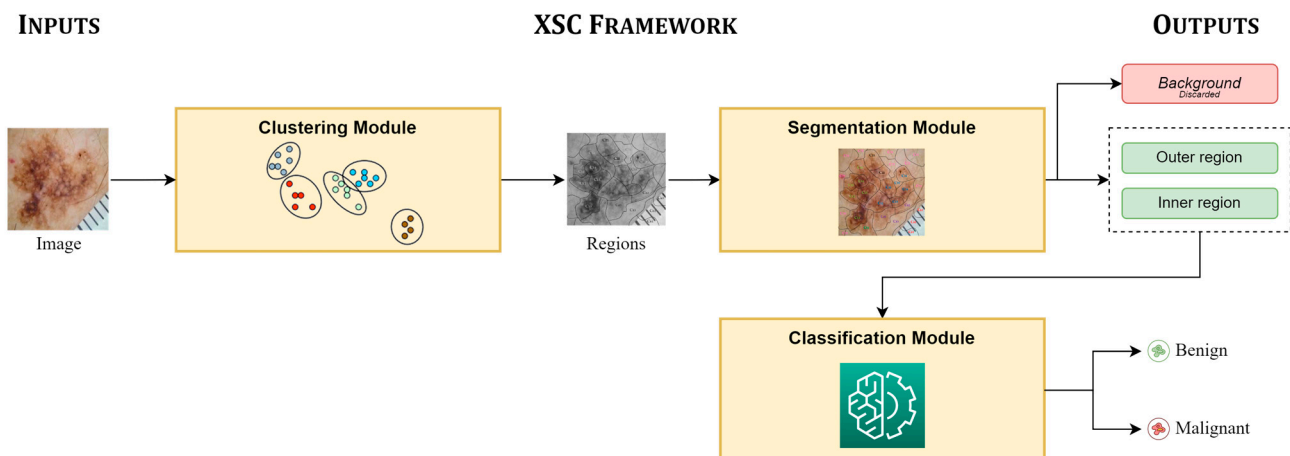 INPUTS
XSC FRAMEWORK
OUTPUTS
Background
Discarded
Clustering Module
Segmentation Module
Outer region
Inner region
Image
Regions
Classification Module
Benign
Malignant